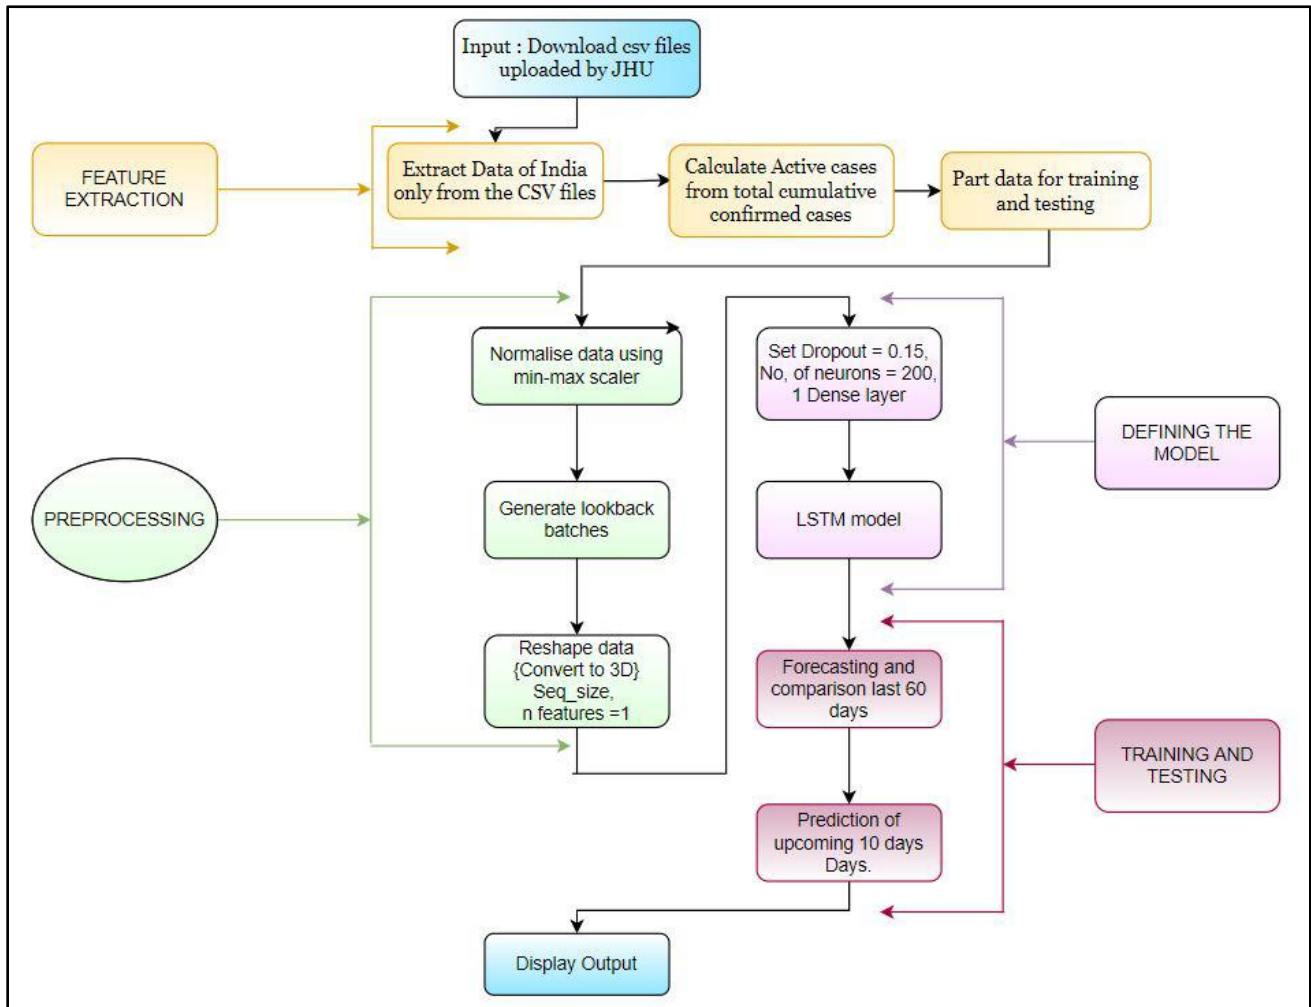 Input : Download csv files
uploaded by JHU
FEATURE
EXTRACTION
Extract Data of India
only from the CSV files
Calculate Active cases
from total cumulative
confirmed cases
Part data for training
and testing
PREPROCESSING
Normalise data using
min-max scaler
Generate lookback
batches
Reshape data
{Convert to 3D}
Seq_size,
n features =1
Set Dropout = 0.15,
No, of neurons = 200,
1 Dense layer
LSTM model
DEFINING THE
MODEL
Forecasting and
comparison last 60
days
Prediction of
upcoming 10 days
Days.
TRAINING AND
TESTING
Display Output